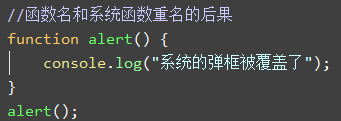 //函数名和系统函数重名的后果
function alert() {
    console.log("系统的弹框被覆盖了");
}
alert();